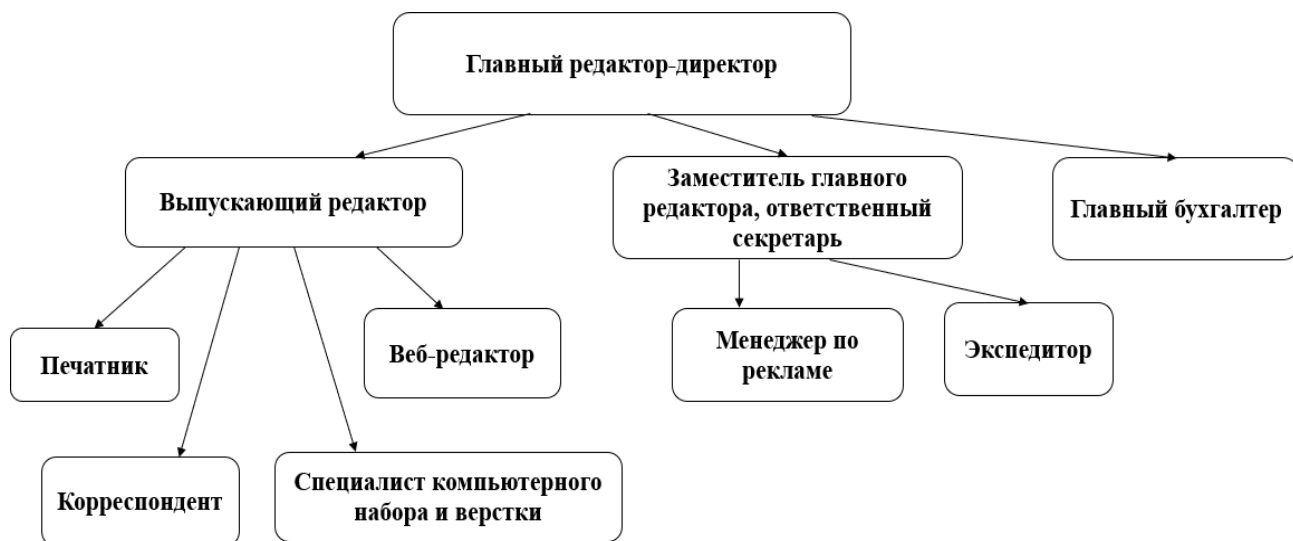 Главный редактор-директор
Выпускающий редактор
Заместитель главного
редактора, ответственный
секретарь
Главный бухгалтер
Печатник
Веб-редактор
Менеджер по
рекламе
Экспедитор
Корреспондент
Специалист компьютерного
набора и верстки